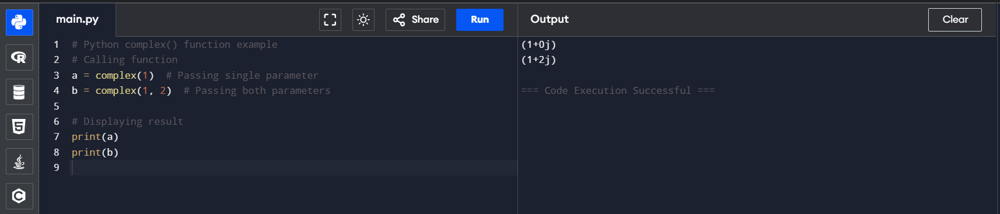 main.py
Share
Run
Output
Clear
1 # Python complex() function example
2 # Calling function
3 a = complex(1)  # Passing single parameter
4 b = complex(1, 2)  # Passing both parameters
5
6 # Displaying result
7 print(a)
8 print(b)
9
(1+0j)
(1+2j)
=== Code Execution Successful ===